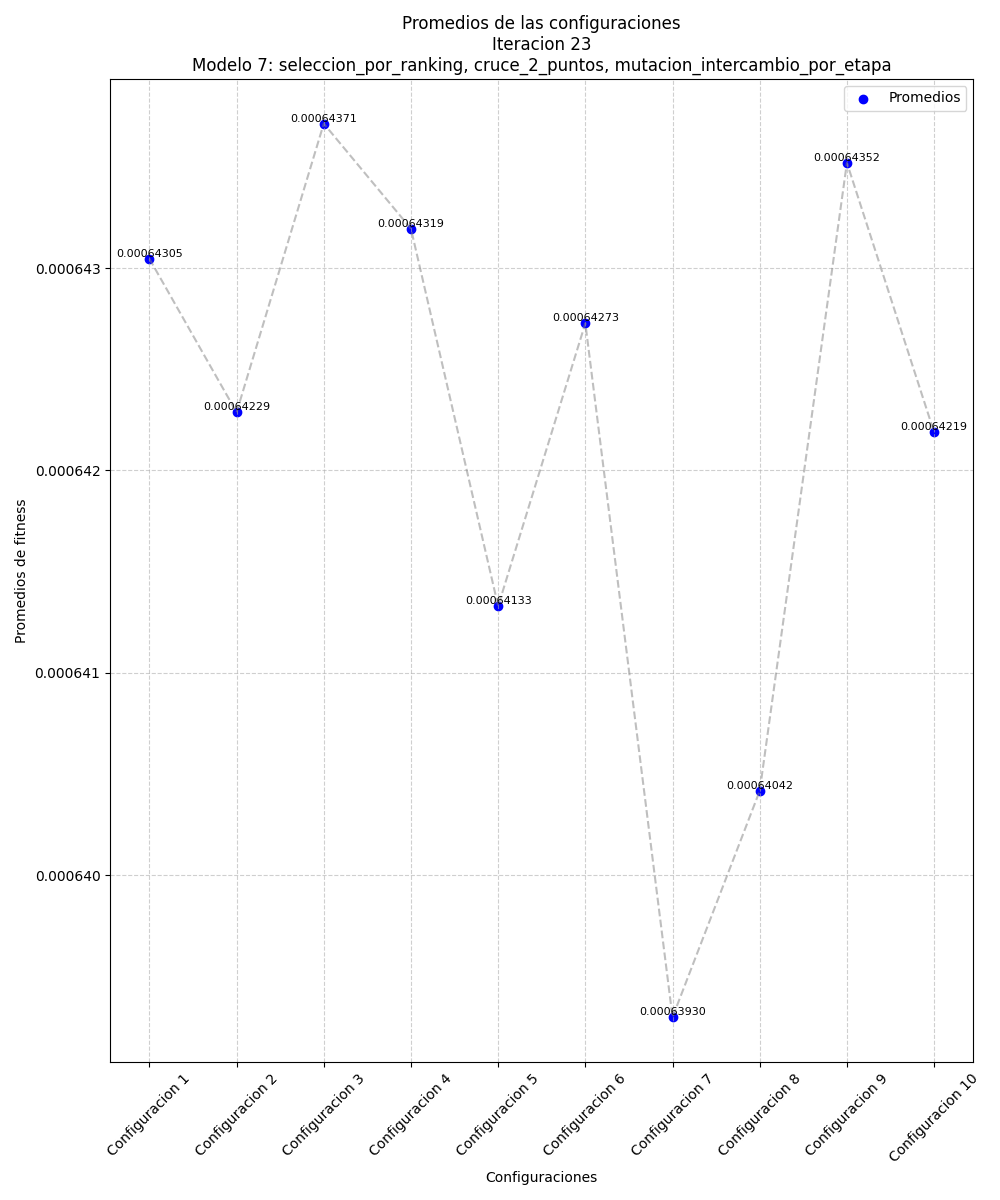 Promedios de las configuraciones
Iteracion 23
Modelo 7: seleccion_por_ranking, cruce_2_puntos, mutacion_intercambio_por_etapa
Promedios
0.00064371
0.00064352
0.00064319
0.00064305
0.00064273
0.00064229
0.00064219
0.00064133
0.00064042
0.00063930
0.000643
0.000642
0.000641
0.000640
Promedios de fitness
Configuracion 1
Configuracion 2
Configuracion 3
Configuracion 4
Configuracion 5
Configuracion 6
Configuracion 7
Configuracion 8
Configuracion 9
Configuracion 10
Configuraciones